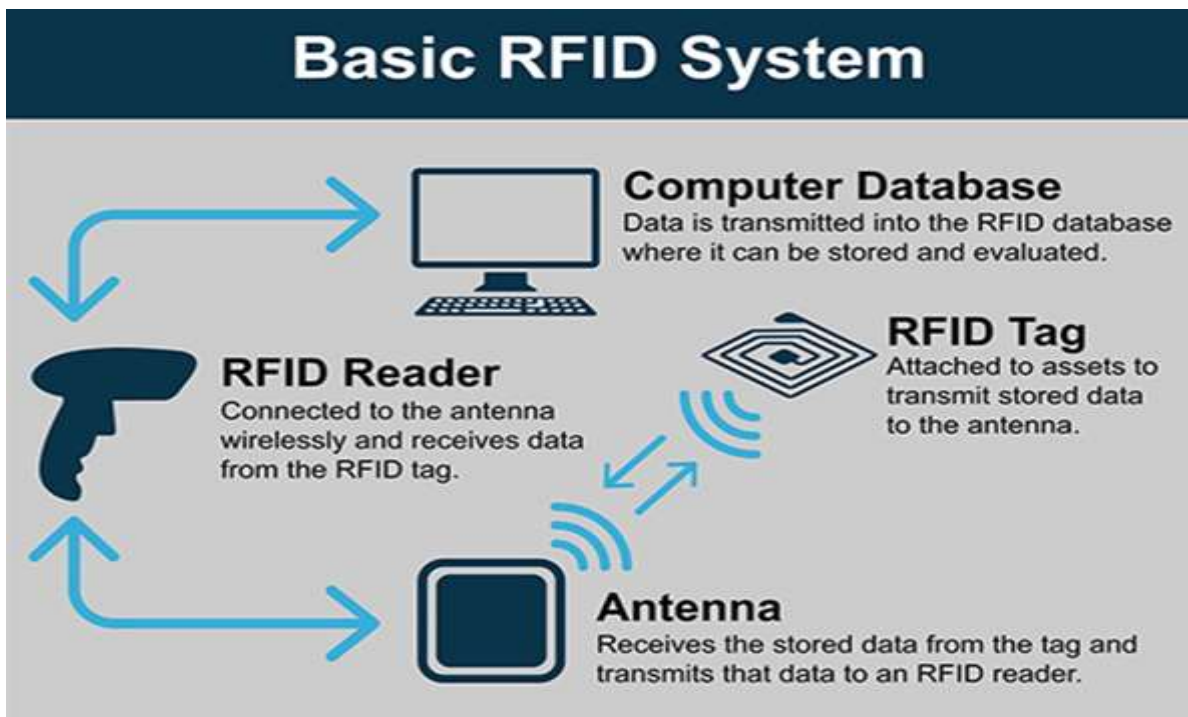 Basic RFID System
Computer Database
Data is transmitted into the RFID database
where it can be stored and evaluated.
RFID Tag
Attached to assets to
transmit stored data
to the antenna.
RFID Reader
Connected to the antenna
wirelessly and receives data
from the RFID tag.
Antenna
Receives the stored data from the tag and
transmits that data to an RFID reader.